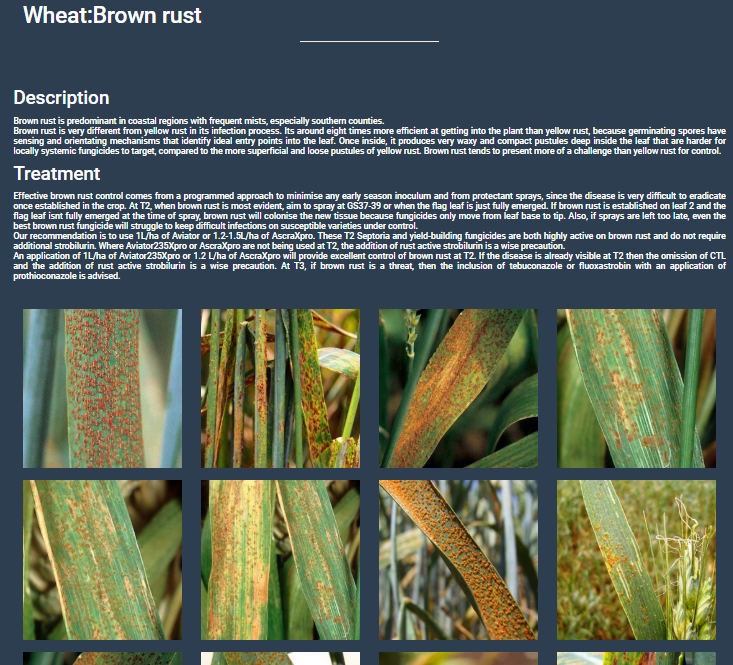 Wheat:Brown rust
Description
Brown rust is predominant in coastal regions with frequent mists, especially southern counties.
Brown rust is very different from yellow rust in its infection process. Its around eight times more efficient at getting into the plant than yellow rust, because germinating spores have
sensing and orientating mechanisms that identify ideal entry points into the leaf. Once inside, it produces very waxy and compact pustules deep inside the leaf that are harder for
locally systemic fungicides to target, compared to the more superficial and loose pustules of yellow rust. Brown rust tends to present more of a challenge than yellow rust for control.
Treatment
Effective brown rust control comes from a programmed approach to minimise any early season inoculum and from protectant sprays, since the disease is very difficult to eradicate
once established in the crop. At T2, when brown rust is most evident, aim to spray at GS37-39 or when the flag leaf is just fully emerged. If brown rust is established on leaf 2 and the
flag leaf isnt fully emerged at the time of spray, brown rust will colonise the new tissue because fungicides only move from leaf base to tip. Also, if sprays are left too late, even the
best brown rust fungicide will struggle to keep difficult infections on susceptible varieties under control.
Our recommendation is to use 1L/ha of Aviator or 1.2-1.5L/ha of AscraXpro. These T2 Septoria and yield-building fungicides are both highly active on brown rust and do not require
additional strobilurin. Where Aviator235Xpro or AscraXpro are not being used at T2, the addition of rust active strobilurin is a wise precaution.
An application of 1L/ha of Aviator235Xpro or 1.2 L/ha of AscraXpro will provide excellent control of brown rust at T2. If the disease is already visible at T2 then the omission of CTL
and the addition of rust active strobilurin is a wise precaution. At T3, if brown rust is a threat, then the inclusion of tebuconazole or fluoxastrobin with an application of
prothioconazole is advised.